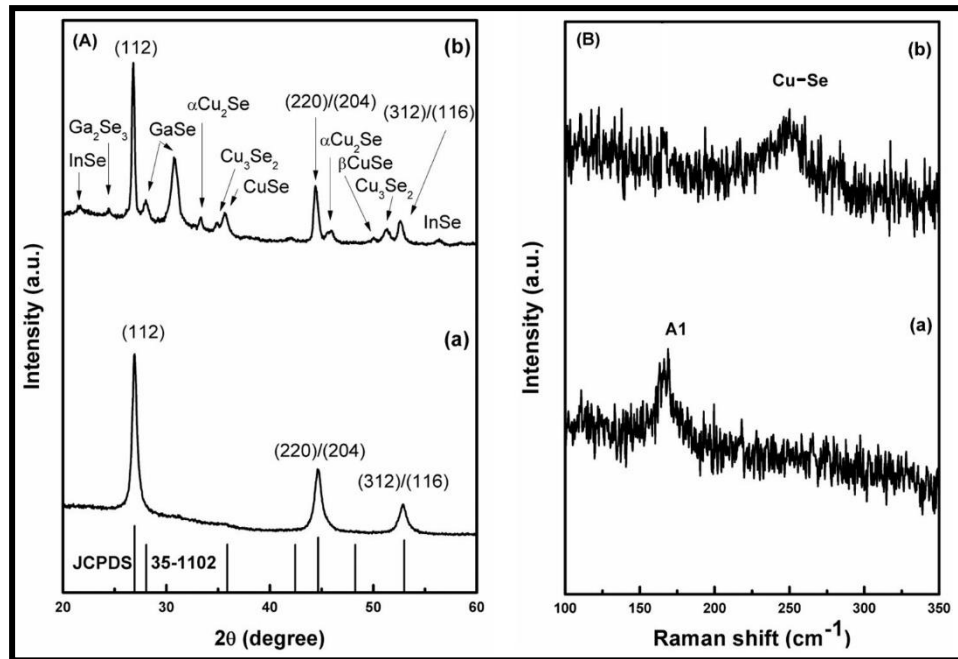 (A)
(b)
(112)
αCu₂Se
Ga₂Se₃
GaSe
InSe
Cu₃Se₂
CuSe
(220)/(204)
(312)/(116)
αCu₂Se
βCuSe
Cu₃Se₂
InSe
(112)
(a)
(220)/(204)
(312)/(116)
JCPDS 35-1102
20 30 40 50 60
2θ (degree)
Intensity (a.u.)
(B)
(b)
Cu-Se
A1
(a)
100 150 200 250 300 350
Raman shift (cm⁻¹)
Intensity (a.u.)